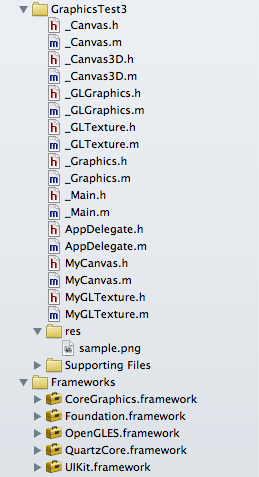 GraphicsTest3
h _Canvas.h
m _Canvas.m
h _Canvas3D.h
m _Canvas3D.m
h _GLGraphics.h
m _GLGraphics.m
h _GLTexture.h
m _GLTexture.m
h _Graphics.h
m _Graphics.m
h _Main.h
m _Main.m
h AppDelegate.h
m AppDelegate.m
h MyCanvas.h
m MyCanvas.m
h MyGLTexture.h
m MyGLTexture.m
res
sample.png
Supporting Files
Frameworks
CoreGraphics.framework
Foundation.framework
OpenGLES.framework
QuartzCore.framework
UIKit.framework